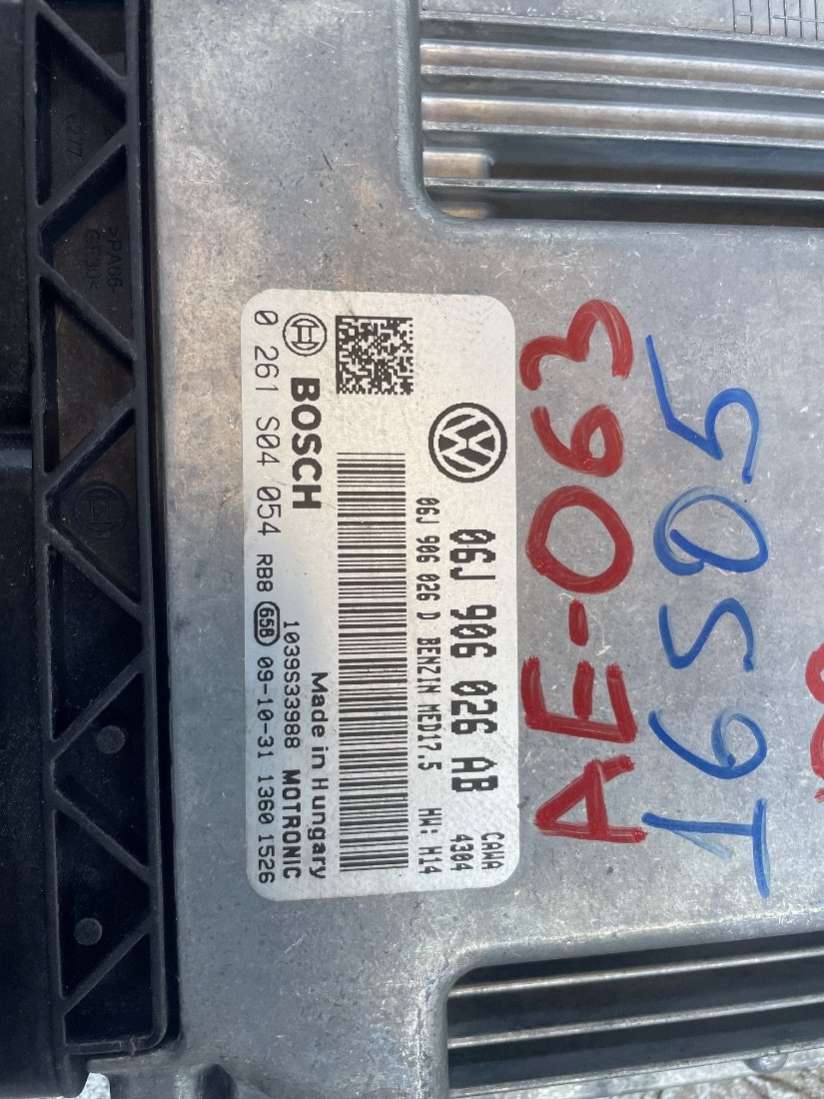 06J 906 026 AB
CAWA
4304
06J 906 026 D BENZIN MED17.5 HW: H14
BOSCH
Made in Hungary
1039S33988 MOTRONIC
0 261 S04 054 RB8 65B 09-10-31 1360 1526
AE-063
16S05
>PA66-